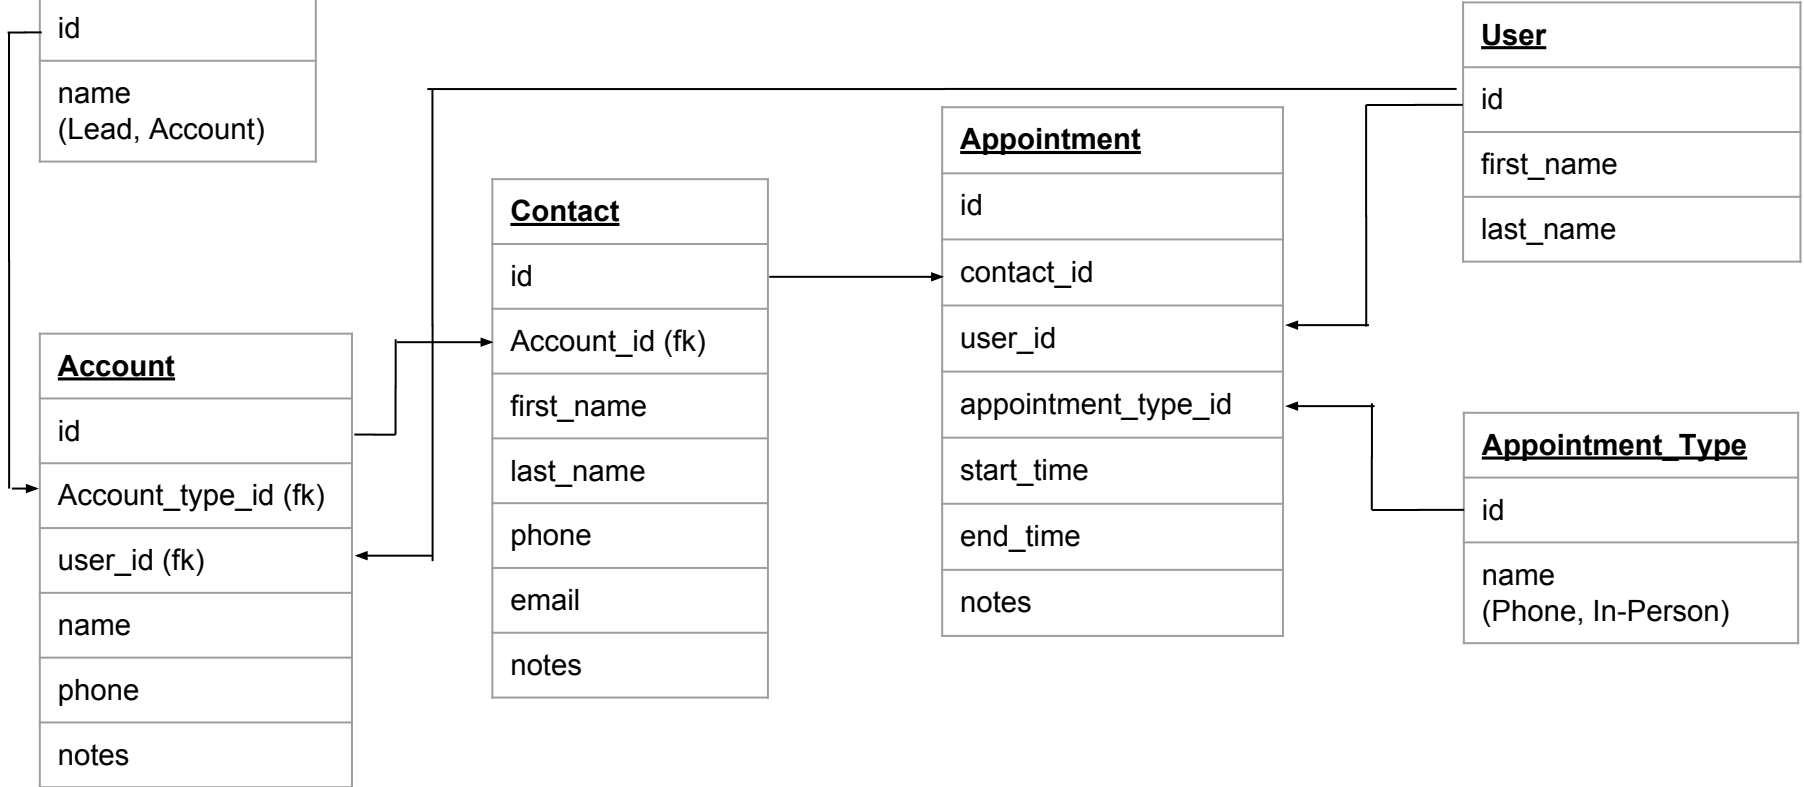 id
name
(Lead, Account)
Account
id
Account_type_id (fk)
user_id (fk)
name
phone
notes
Contact
id
Account_id (fk)
first_name
last_name
phone
email
notes
Appointment
id
contact_id
user_id
appointment_type_id
start_time
end_time
notes
User
id
first_name
last_name
Appointment_Type
id
name
(Phone, In-Person)